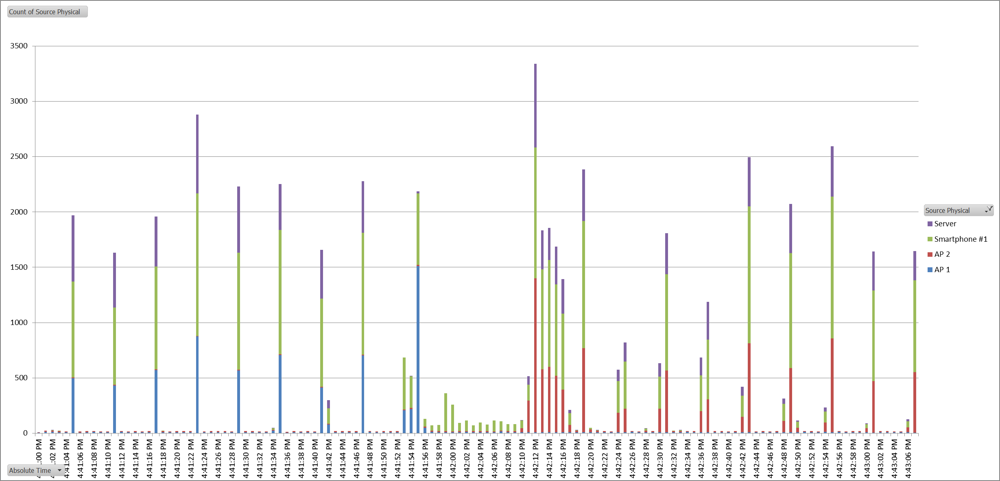 Count of Source Physical
3500
3000
2500
2000
1500
1000
500
0
Source Physical
Server
Smartphone #1
AP 2
AP 1
:00 PM
:02 PM
4:41:04 PM
4:41:06 PM
4:41:08 PM
4:41:10 PM
4:41:12 PM
4:41:14 PM
4:41:16 PM
4:41:18 PM
4:41:20 PM
4:41:22 PM
4:41:24 PM
4:41:26 PM
4:41:28 PM
4:41:30 PM
4:41:32 PM
4:41:34 PM
4:41:36 PM
4:41:38 PM
4:41:40 PM
4:41:42 PM
4:41:44 PM
4:41:46 PM
4:41:48 PM
4:41:50 PM
4:41:52 PM
4:41:54 PM
4:41:56 PM
4:41:58 PM
4:42:00 PM
4:42:02 PM
4:42:04 PM
4:42:06 PM
4:42:08 PM
4:42:10 PM
4:42:12 PM
4:42:14 PM
4:42:16 PM
4:42:18 PM
4:42:20 PM
4:42:22 PM
4:42:24 PM
4:42:26 PM
4:42:28 PM
4:42:30 PM
4:42:32 PM
4:42:34 PM
4:42:36 PM
4:42:38 PM
4:42:40 PM
4:42:42 PM
4:42:44 PM
4:42:46 PM
4:42:48 PM
4:42:50 PM
4:42:52 PM
4:42:54 PM
4:42:56 PM
4:42:58 PM
4:43:00 PM
4:43:02 PM
4:43:04 PM
4:43:06 PM
Absolute Time